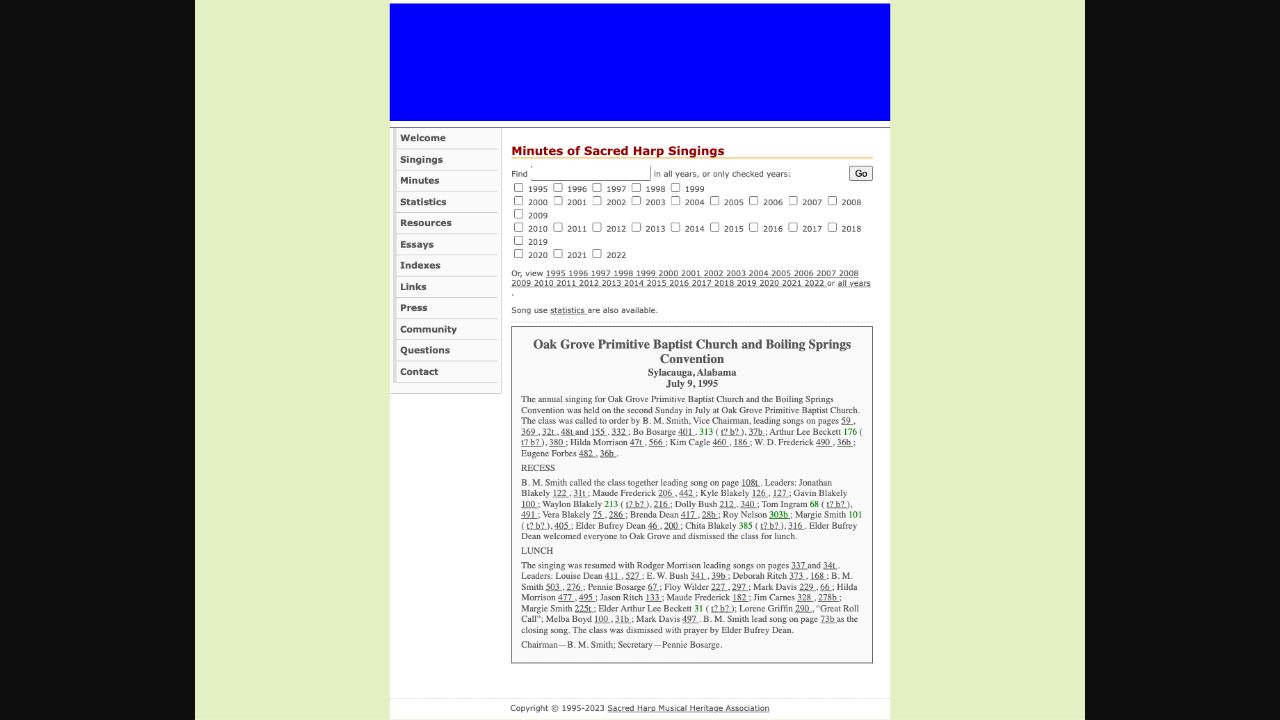 Welcome
Singings
Minutes
Statistics
Resources
Essays
Indexes
Links
Press
Community
Questions
Contact
Minutes of Sacred Harp Singings
Find in all years, or only checked years: Go
1995 1996 1997 1998 1999
2000 2001 2002 2003 2004 2005 2006 2007 2008
2009
2010 2011 2012 2013 2014 2015 2016 2017 2018
2019
2020 2021 2022
Or, view 1995 1996 1997 1998 1999 2000 2001 2002 2003 2004 2005 2006 2007 2008
2009 2010 2011 2012 2013 2014 2015 2016 2017 2018 2019 2020 2021 2022 or all years
.
Song use statistics are also available.
Oak Grove Primitive Baptist Church and Boiling Springs
Convention
Sylacauga, Alabama
July 9, 1995
The annual singing for Oak Grove Primitive Baptist Church and the Boiling Springs
Convention was held on the second Sunday in July at Oak Grove Primitive Baptist Church.
The class was called to order by B. M. Smith, Vice Chairman, leading songs on pages 59 ,
369 , 32t , 48t and 155 , 332 ; Bo Bosarge 401 . 313 ( t? b? ), 37b ; Arthur Lee Beckett 176 (
t? b? ), 380 ; Hilda Morrison 47t , 566 ; Kim Cagle 460 , 186 ; W. D. Frederick 490 , 36b ;
Eugene Forbes 482 , 36b .
RECESS
B. M. Smith called the class together leading song on page 108t . Leaders: Jonathan
Blakely 122 , 31t ; Maude Frederick 206 , 442 ; Kyle Blakely 126 , 127 ; Gavin Blakely
100 ; Waylon Blakely 213 ( t? b? ), 216 ; Dolly Bush 212 , 340 ; Tom Ingram 68 ( t? b? ),
491 ; Vera Blakely 75 , 286 ; Brenda Dean 417 , 28b ; Roy Nelson 303b ; Margie Smith 101
( t? b? ), 405 ; Elder Bufrey Dean 46 , 200 ; Chita Blakely 385 ( t? b? ), 316 . Elder Bufrey
Dean welcomed everyone to Oak Grove and dismissed the class for lunch.
LUNCH
The singing was resumed with Rodger Morrison leading songs on pages 337 and 34t .
Leaders: Louise Dean 411 , 527 ; E. W. Bush 341 , 39b ; Deborah Ritch 373 , 168 ; B. M.
Smith 503 , 276 ; Pennie Bosarge 67 ; Floy Wilder 227 , 297 ; Mark Davis 229 , 66 ; Hilda
Morrison 477 , 495 ; Jason Ritch 133 ; Maude Frederick 182 ; Jim Carnes 328 , 278b ;
Margie Smith 225t ; Elder Arthur Lee Beckett 31 ( t? b? ); Lorene Griffin 290 , “Great Roll
Call”; Melba Boyd 100 , 31b ; Mark Davis 497 . B. M. Smith lead song on page 73b as the
closing song. The class was dismissed with prayer by Elder Bufrey Dean.
Chairman—B. M. Smith; Secretary—Pennie Bosarge.
Copyright © 1995-2023 Sacred Harp Musical Heritage Association